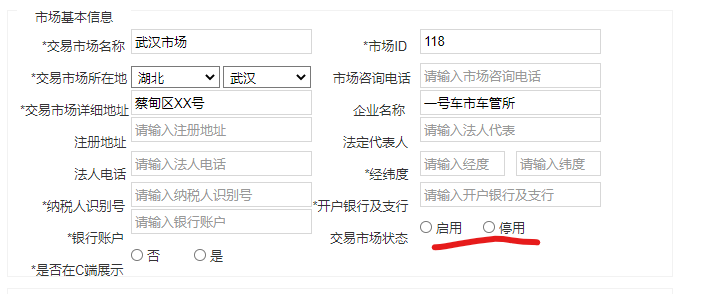 市场基本信息
*交易市场名称 武汉市场 *市场ID 118
*交易市场所在地 湖北 武汉 市场咨询电话 请输入市场咨询电话
*交易市场详细地址 蔡甸区XX号 企业名称 一号车市车管所
注册地址 请输入注册地址 法定代表人 请输入法人代表
法人电话 请输入法人电话 *经纬度 请输入经度 请输入纬度
*纳税人识别号 请输入纳税人识别号 *开户银行及支行 请输入开户银行及支行
*银行账户 请输入银行账户 交易市场状态 启用 停用
*是否在C端展示 否 是